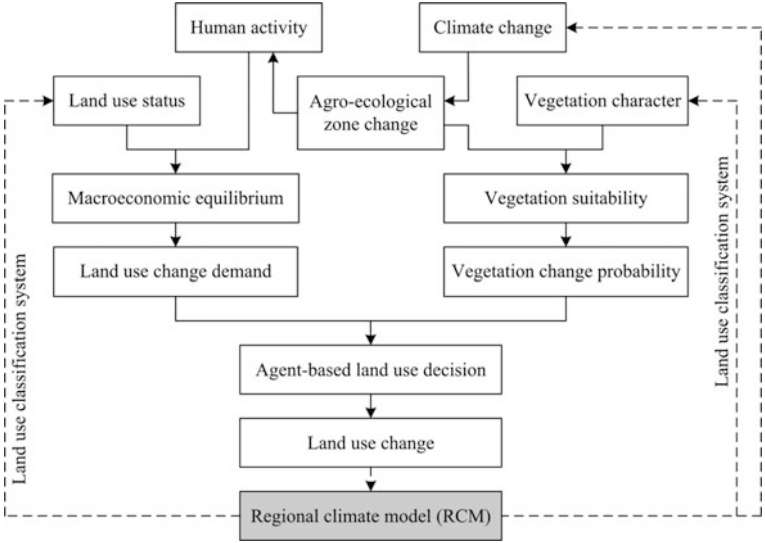 Human activity
Climate change
Land use status
Agro-ecological
zone change
Vegetation character
Macroeconomic equilibrium
Vegetation suitability
Land use change demand
Vegetation change probability
Land use classification system
Land use classification system
Agent-based land use decision
Land use change
Regional climate model (RCM)